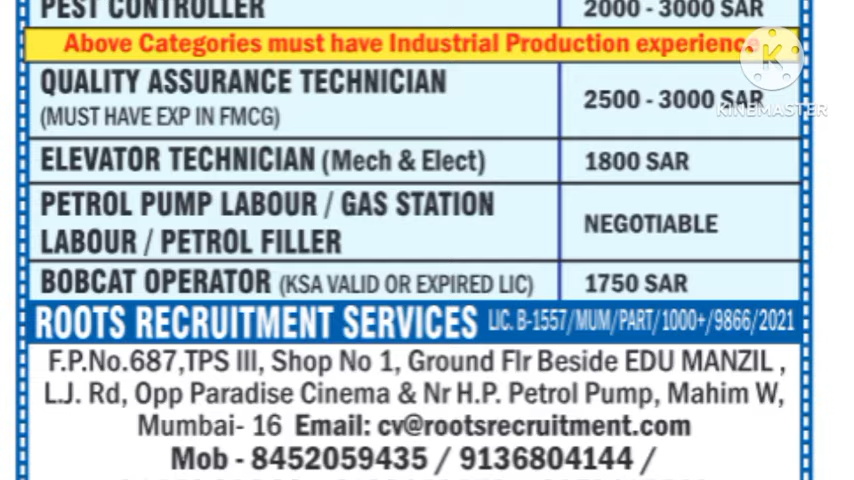 PEST CONTROLLER 2000 - 3000 SAR
Above Categories must have Industrial Production experience
QUALITY ASSURANCE TECHNICIAN
(MUST HAVE EXP IN FMCG) 2500 - 3000 SAR
K
KINEMASTER
ELEVATOR TECHNICIAN (Mech & Elect) 1800 SAR
PETROL PUMP LABOUR / GAS STATION
LABOUR / PETROL FILLER NEGOTIABLE
BOBCAT OPERATOR (KSA VALID OR EXPIRED LIC) 1750 SAR
ROOTS RECRUITMENT SERVICES LIC. B-1557/MUM/PART/1000+/9866/2021
F.P.No.687,TPS III, Shop No 1, Ground Flr Beside EDU MANZIL ,
L.J. Rd, Opp Paradise Cinema & Nr H.P. Petrol Pump, Mahim W,
Mumbai- 16 Email: cv@rootsrecruitment.com
Mob - 8452059435 / 9136804144 /